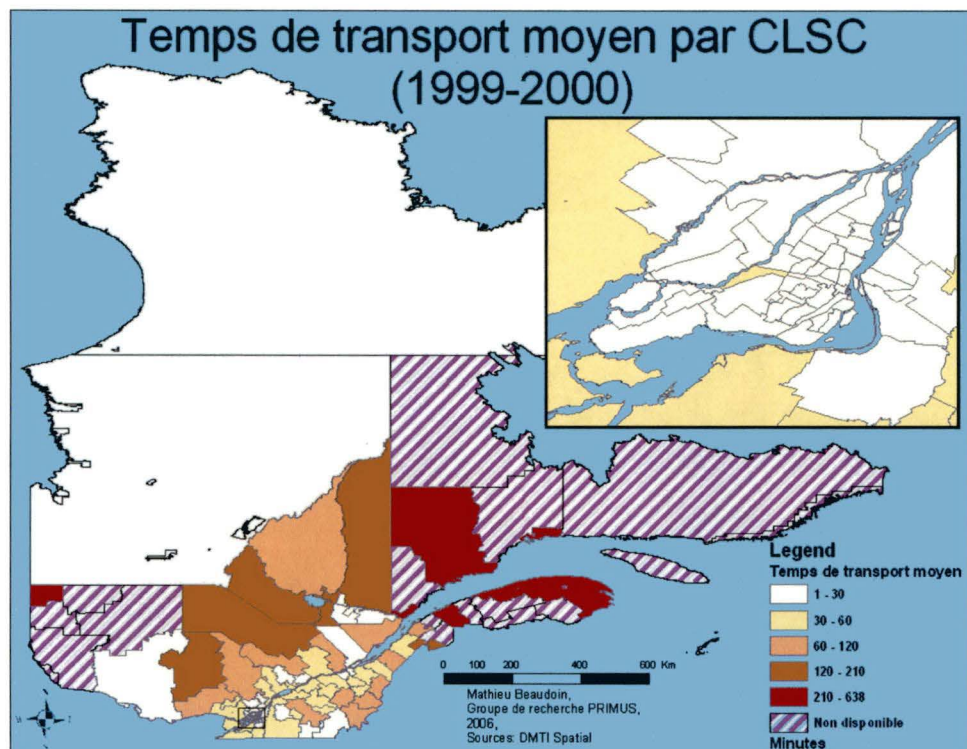 Temps de transport moyen par CLSC
(1999-2000)
Legend
Temps de transport moyen
1 - 30
30 - 60
60 - 120
120 - 210
210 - 638
Non disponible
Minutes
0 100 200 400 600 Km
Mathieu Beaudoin,
Groupe de recherche PRIMUS,
2006,
Sources: DMTI Spatial